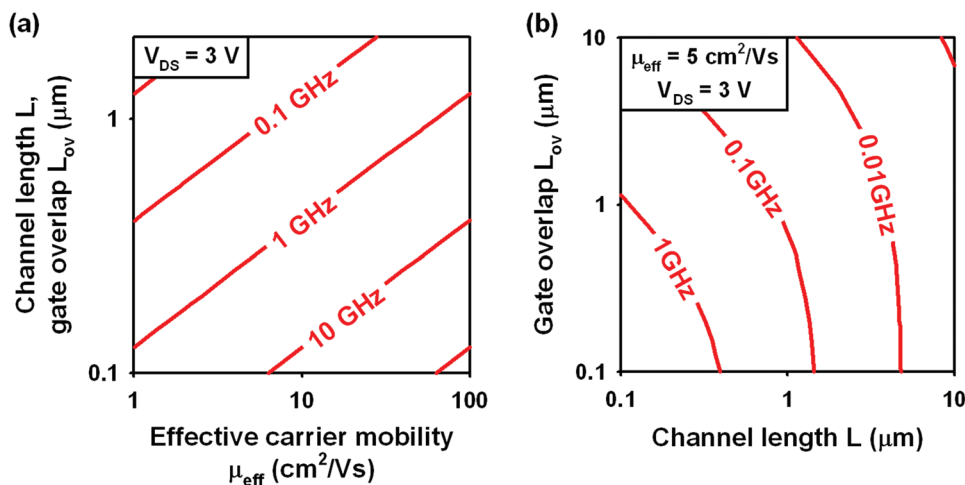 (a)
V_DS = 3 V
Channel length L,
gate overlap L_ov (μm)
1
0.1
0.1 GHz
1 GHz
10 GHz
1
10
100
Effective carrier mobility
μ_eff (cm²/Vs)
(b)
μ_eff = 5 cm²/Vs
V_DS = 3 V
Gate overlap L_ov (μm)
10
1
0.1
1GHz
0.1GHz
0.01GHz
0.1
1
10
Channel length L (μm)